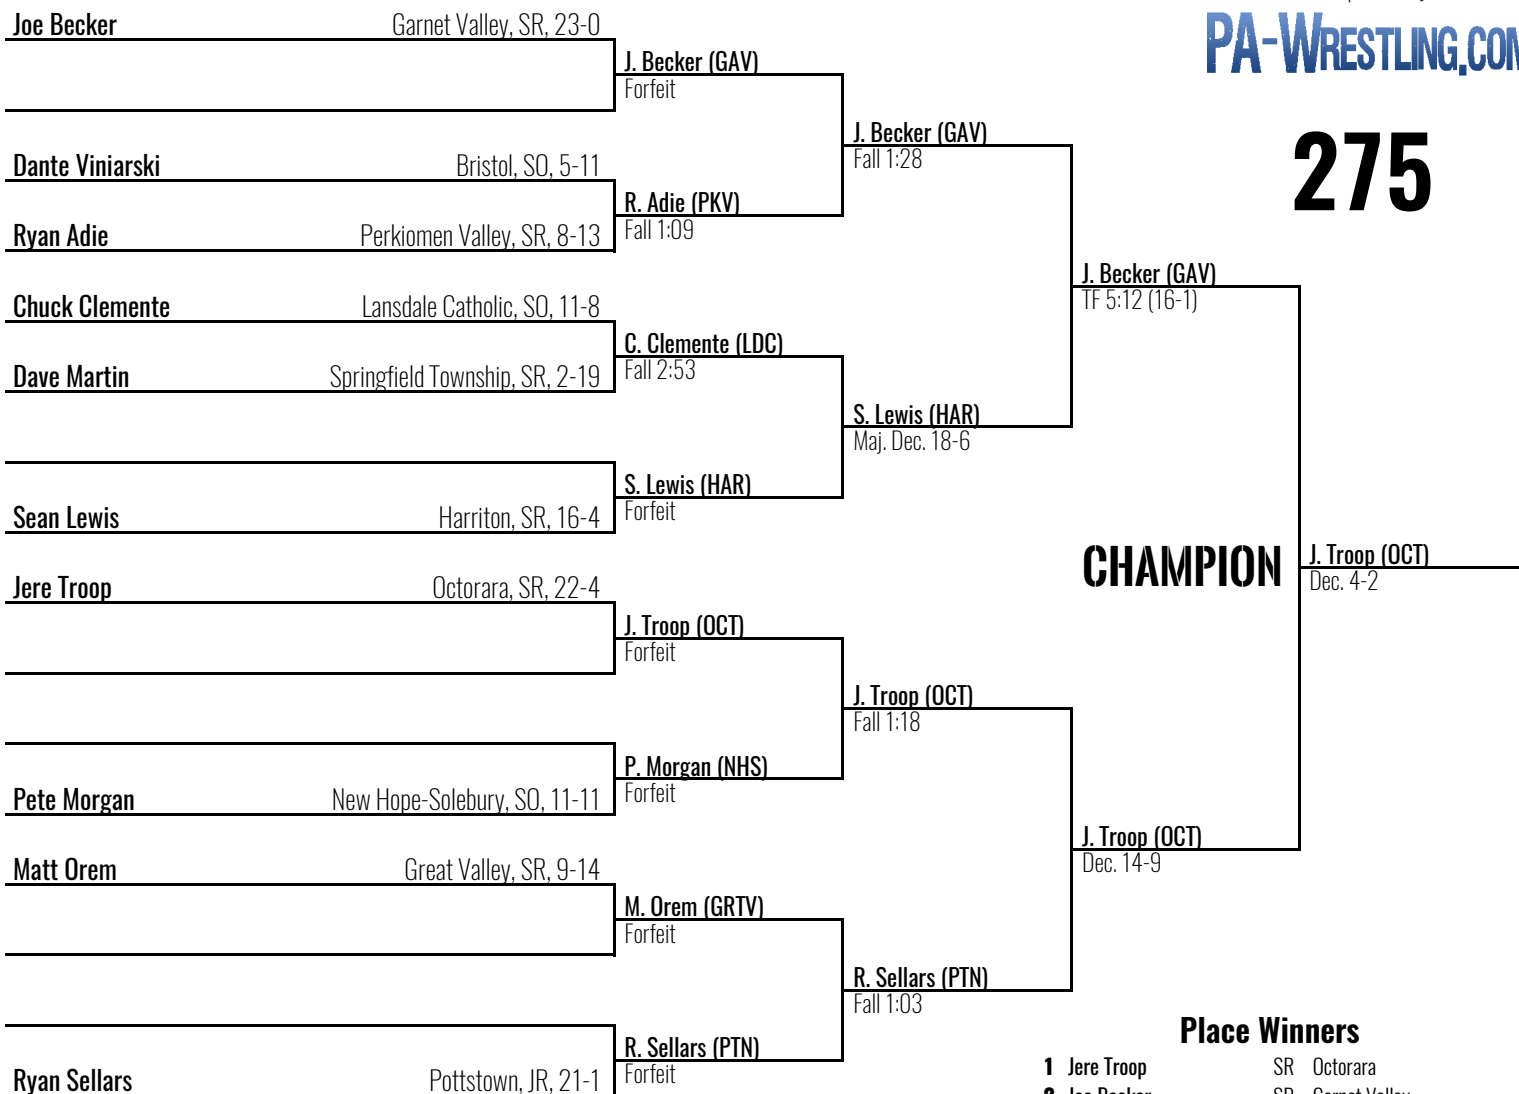 Joe Becker Garnet Valley, SR, 23-0
J. Becker (GAV)
Forfeit
PA-WRESTLING.COM
275
J. Becker (GAV)
Fall 1:28
Dante Viniarski Bristol, SO, 5-11
R. Adie (PKV)
Fall 1:09
Ryan Adie Perkiomen Valley, SR, 8-13
J. Becker (GAV)
TF 5:12 (16-1)
Chuck Clemente Lansdale Catholic, SO, 11-8
C. Clemente (LDC)
Fall 2:53
Dave Martin Springfield Township, SR, 2-19
S. Lewis (HAR)
Maj. Dec. 18-6
S. Lewis (HAR)
Forfeit
Sean Lewis Harriton, SR, 16-4
CHAMPION
J. Troop (OCT)
Dec. 4-2
Jere Troop Octorara, SR, 22-4
J. Troop (OCT)
Forfeit
J. Troop (OCT)
Fall 1:18
P. Morgan (NHS)
Forfeit
Pete Morgan New Hope-Solebury, SO, 11-11
J. Troop (OCT)
Dec. 14-9
Matt Orem Great Valley, SR, 9-14
M. Orem (GRTV)
Forfeit
R. Sellars (PTN)
Fall 1:03
R. Sellars (PTN)
Forfeit
Ryan Sellars Pottstown, JR, 21-1
Place Winners
1 Jere Troop SR Octorara
2 Joe Becker SR Garnet Valley